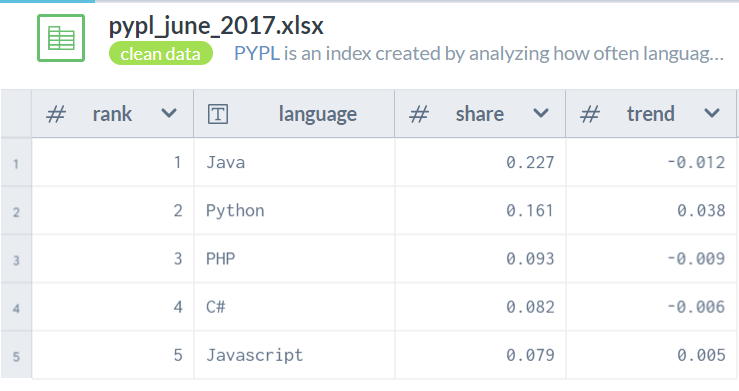 pypl_june_2017.xlsx
clean data PYPL is an index created by analyzing how often languag...
# rank T language # share # trend
1 1 Java 0.227 -0.012
2 2 Python 0.161 0.038
3 3 PHP 0.093 -0.009
4 4 C# 0.082 -0.006
5 5 Javascript 0.079 0.005